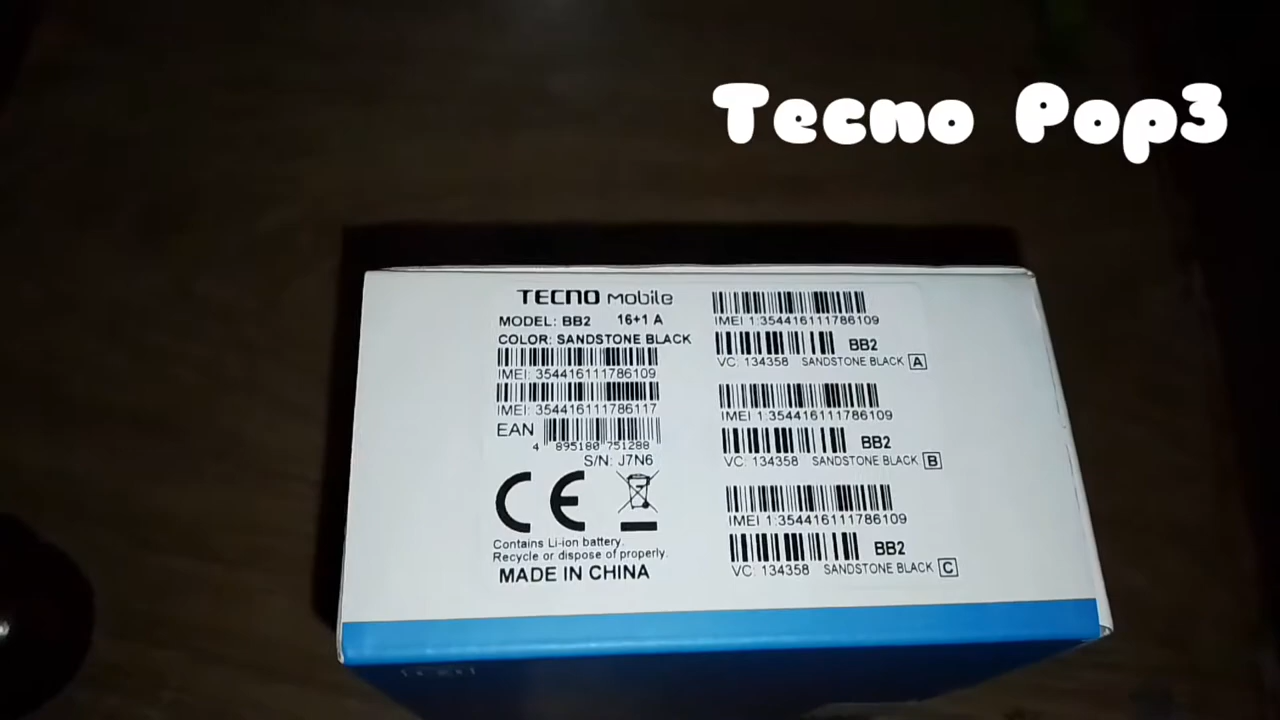 Tecno Pop3
TECNO mobile
MODEL: BB2 16+1 A
COLOR: SANDSTONE BLACK
IMEI: 354416111786109
IMEI: 354416111786117
EAN
4 895180 751288
S/N: J7N6
CE
Contains Li-ion battery.
Recycle or dispose of properly.
MADE IN CHINA
IMEI 1:354416111786109
BB2
VC: 134358 SANDSTONE BLACK A
IMEI 1:354416111786109
BB2
VC: 134358 SANDSTONE BLACK B
IMEI 1:354416111786109
BB2
VC: 134358 SANDSTONE BLACK C